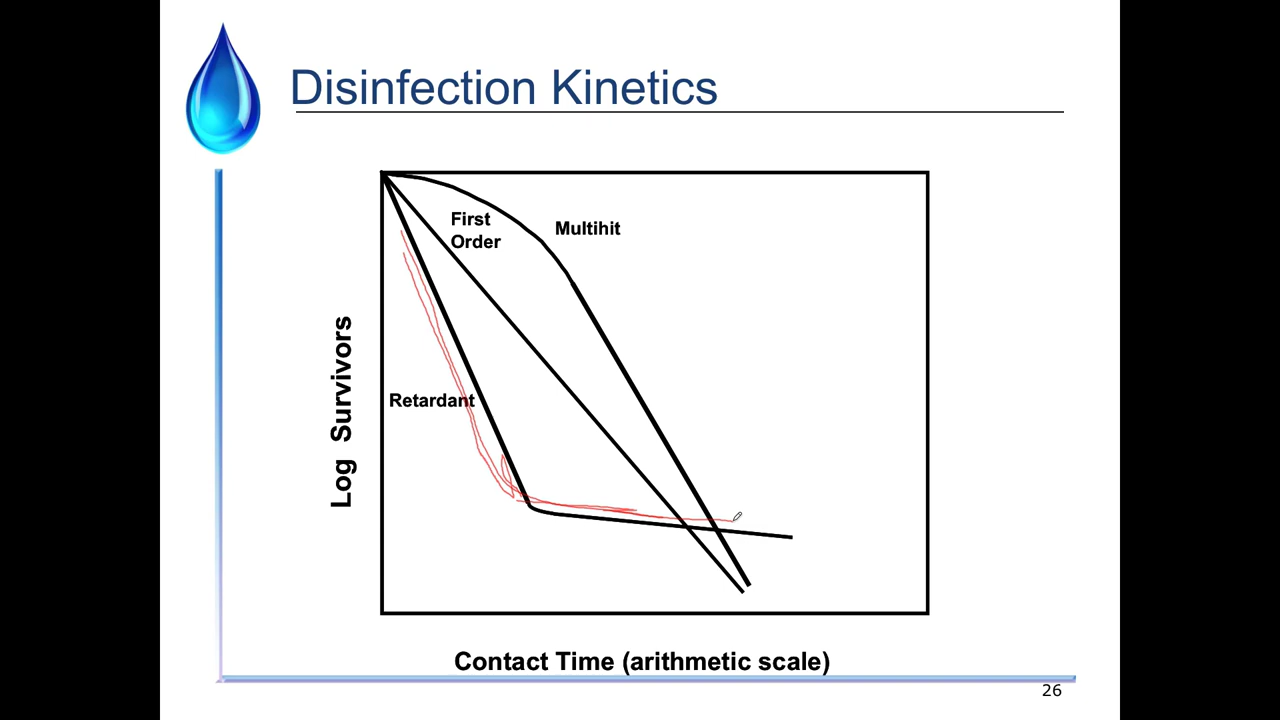 Disinfection Kinetics
First
Order
Multihit
Retardant
Log Survivors
Contact Time (arithmetic scale)
26